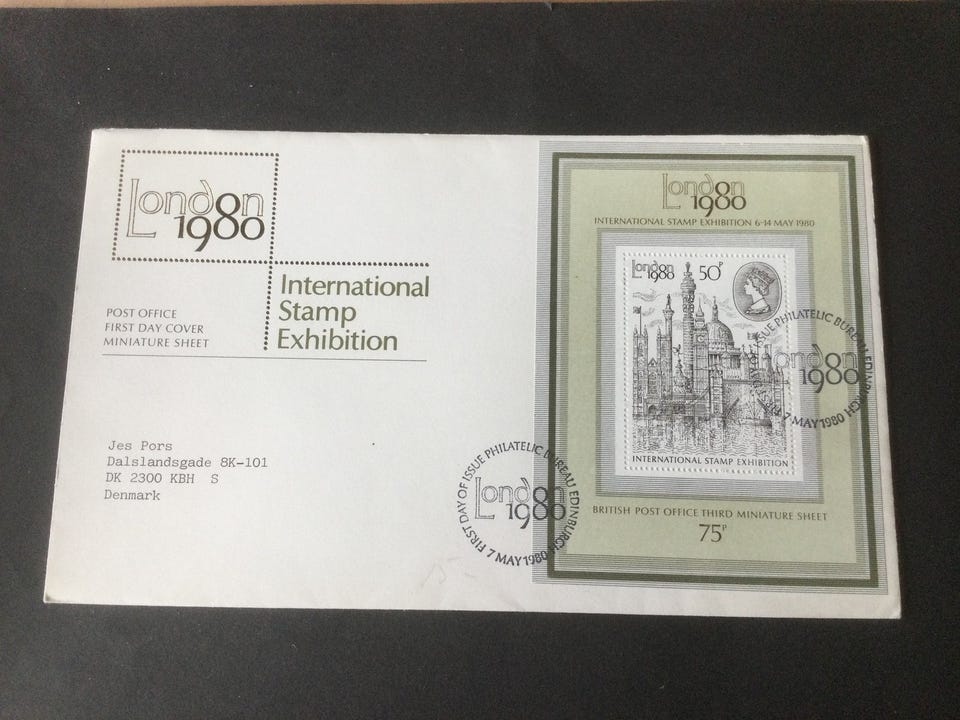 London
1980
International
Stamp
Exhibition
POST OFFICE
FIRST DAY COVER
MINIATURE SHEET
Jes Pors
Dalslandsgade 8K-101
DK 2300 KBH S
Denmark
FIRST DAY OF ISSUE PHILATELIC BUREAU EDINBURGH
London
1980
7 MAY 1980
London
1980
INTERNATIONAL STAMP EXHIBITION 6-14 MAY 1980
London
1980
50P
INTERNATIONAL STAMP EXHIBITION
ISSUE PHILATELIC BUREAU EDINBURGH
London
1980
7 MAY 1980
BRITISH POST OFFICE THIRD MINIATURE SHEET
75P